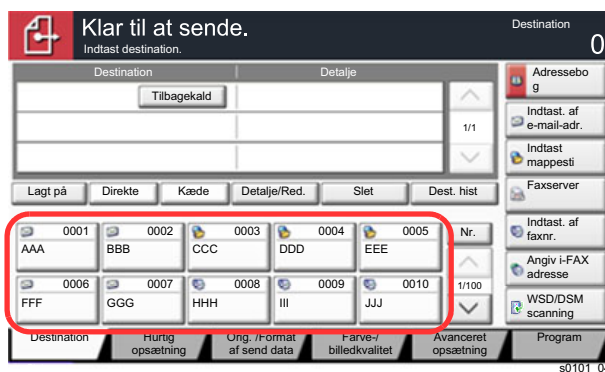 Klar til at sende.
Indtast destination.
Destination
0
Destination
Detalje
Tilbagekald
1/1
Adressebo
g
Indtast. af
e-mail-adr.
Indtast
mappesti
Faxserver
Indtast. af
faxnr.
Angiv i-FAX
adresse
WSD/DSM
scanning
Lagt på
Direkte
Kæde
Detalje/Red.
Slet
Dest. hist
0001
AAA
0002
BBB
0003
CCC
0004
DDD
0005
EEE
0006
FFF
0007
GGG
0008
HHH
0009
III
0010
JJJ
Nr.
1/100
Destination
Hurtig
opsætning
Orig. /Format
af send data
Farve-/
billedkvalitet
Avanceret
opsætning
Program
s0101_0